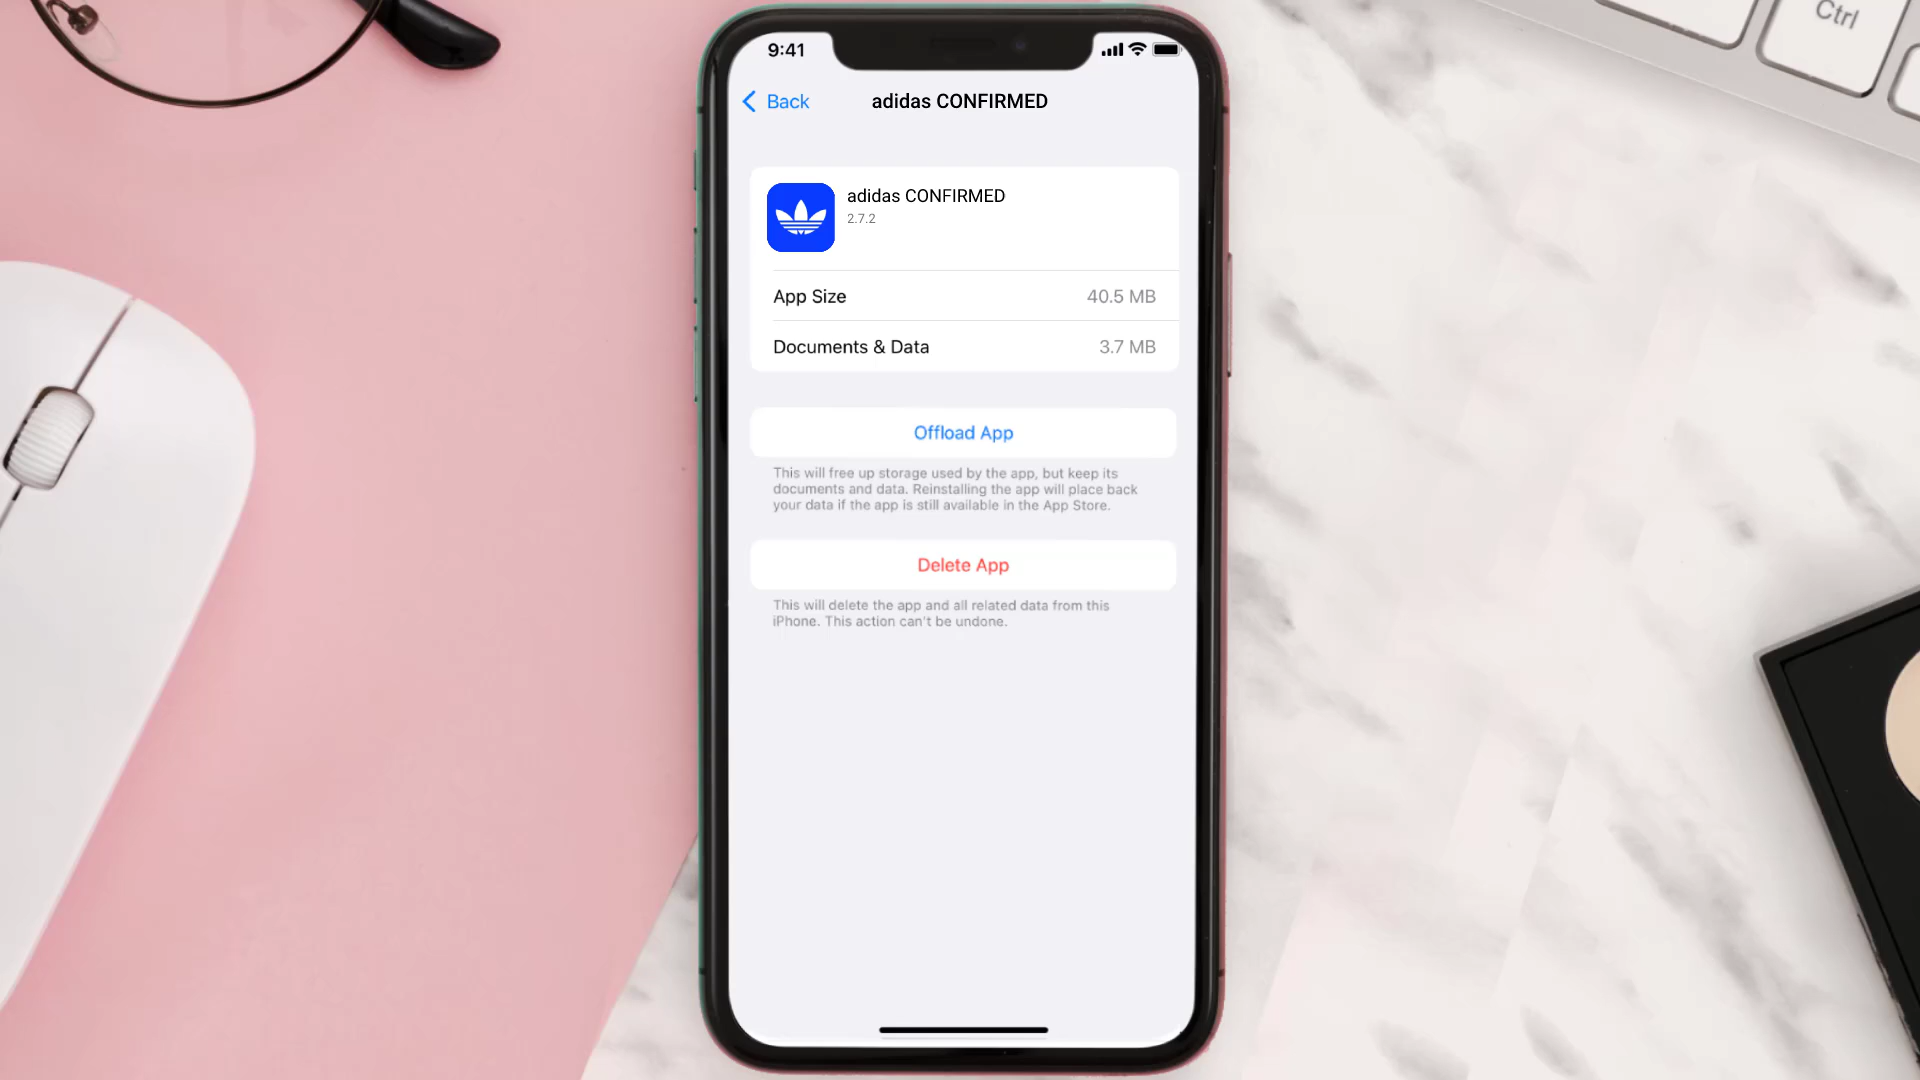 Ctrl
9:41
Back
adidas CONFIRMED
adidas CONFIRMED
2.7.2
App Size 40.5 MB
Documents & Data 3.7 MB
Offload App
This will free up storage used by the app, but keep its
documents and data. Reinstalling the app will place back
your data if the app is still available in the App Store.
Delete App
This will delete the app and all related data from this
iPhone. This action can't be undone.